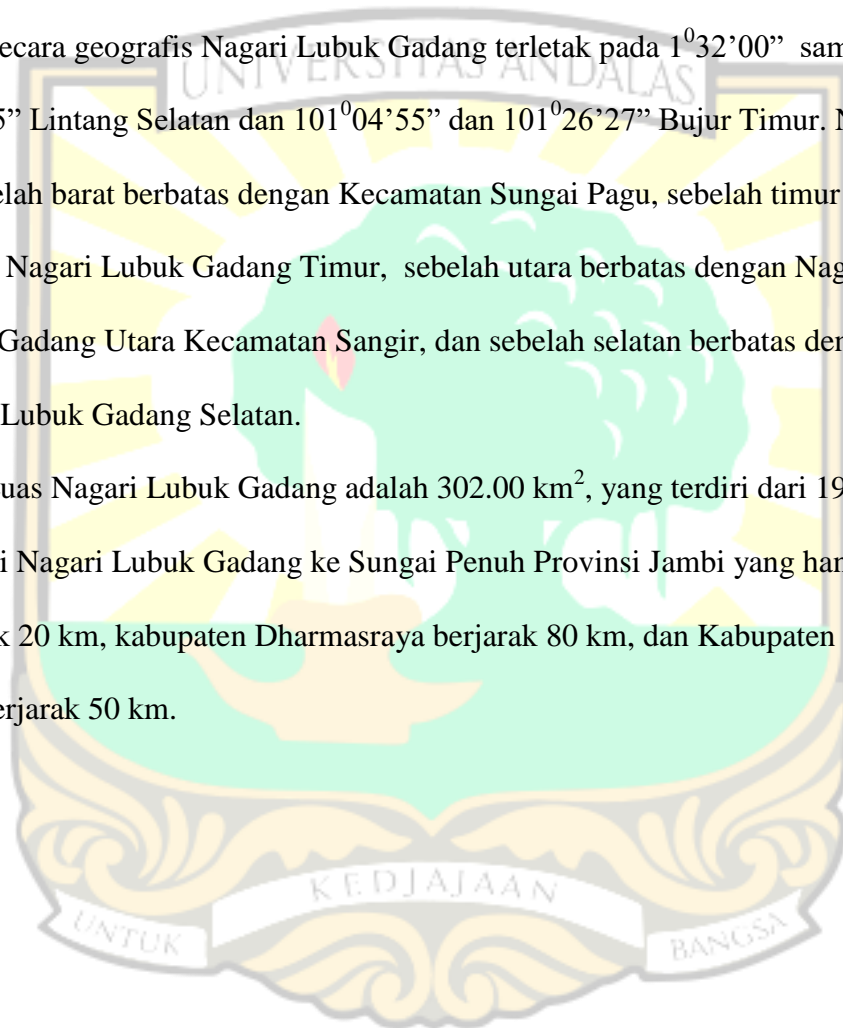 ecara geografis Nagari Lubuk Gadang terletak pada 1⁰32’00” sam
5” Lintang Selatan dan 101⁰04’55” dan 101⁰26’27” Bujur Timur. N
elah barat berbatas dengan Kecamatan Sungai Pagu, sebelah timur
Nagari Lubuk Gadang Timur, sebelah utara berbatas dengan Nag
Gadang Utara Kecamatan Sangir, dan sebelah selatan berbatas den
Lubuk Gadang Selatan.
uas Nagari Lubuk Gadang adalah 302.00 km², yang terdiri dari 19
i Nagari Lubuk Gadang ke Sungai Penuh Provinsi Jambi yang han
k 20 km, kabupaten Dharmasraya berjarak 80 km, dan Kabupaten
erjarak 50 km.
UNIVERSITAS ANDALAS
KEDJAJAAN
UNTUK
BANGSA